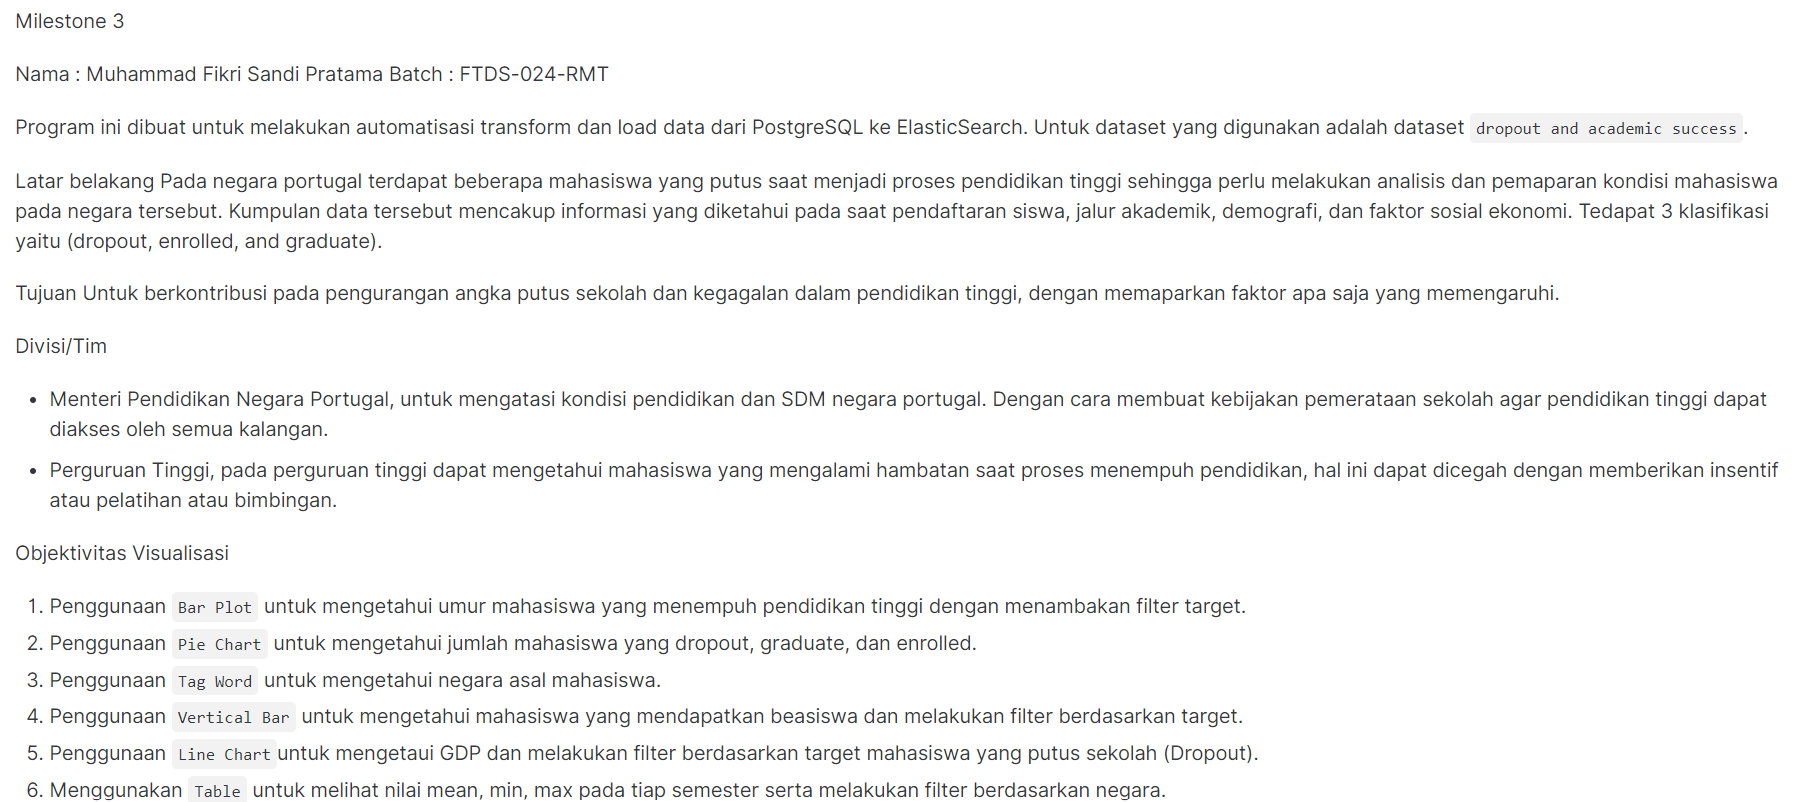 Milestone 3
Nama : Muhammad Fikri Sandi Pratama Batch : FTDS-024-RMT
Program ini dibuat untuk melakukan automatisasi transform dan load data dari PostgreSQL ke ElasticSearch. Untuk dataset yang digunakan adalah dataset dropout and academic success.
Latar belakang Pada negara portugal terdapat beberapa mahasiswa yang putus saat menjadi proses pendidikan tinggi sehingga perlu melakukan analisis dan pemaparan kondisi mahasiswa
pada negara tersebut. Kumpulan data tersebut mencakup informasi yang diketahui pada saat pendaftaran siswa, jalur akademik, demografi, dan faktor sosial ekonomi. Tedapat 3 klasifikasi
yaitu (dropout, enrolled, and graduate).
Tujuan Untuk berkontribusi pada pengurangan angka putus sekolah dan kegagalan dalam pendidikan tinggi, dengan memaparkan faktor apa saja yang memengaruhi.
Divisi/Tim
• Menteri Pendidikan Negara Portugal, untuk mengatasi kondisi pendidikan dan SDM negara portugal. Dengan cara membuat kebijakan pemerataan sekolah agar pendidikan tinggi dapat
diakses oleh semua kalangan.
• Perguruan Tinggi, pada perguruan tinggi dapat mengetahui mahasiswa yang mengalami hambatan saat proses menempuh pendidikan, hal ini dapat dicegah dengan memberikan insentif
atau pelatihan atau bimbingan.
Objektivitas Visualisasi
1. Penggunaan Bar Plot untuk mengetahui umur mahasiswa yang menempuh pendidikan tinggi dengan menambakan filter target.
2. Penggunaan Pie Chart untuk mengetahui jumlah mahasiswa yang dropout, graduate, dan enrolled.
3. Penggunaan Tag Word untuk mengetahui negara asal mahasiswa.
4. Penggunaan Vertical Bar untuk mengetahui mahasiswa yang mendapatkan beasiswa dan melakukan filter berdasarkan target.
5. Penggunaan Line Chart untuk mengetaui GDP dan melakukan filter berdasarkan target mahasiswa yang putus sekolah (Dropout).
6. Menggunakan Table untuk melihat nilai mean, min, max pada tiap semester serta melakukan filter berdasarkan negara.